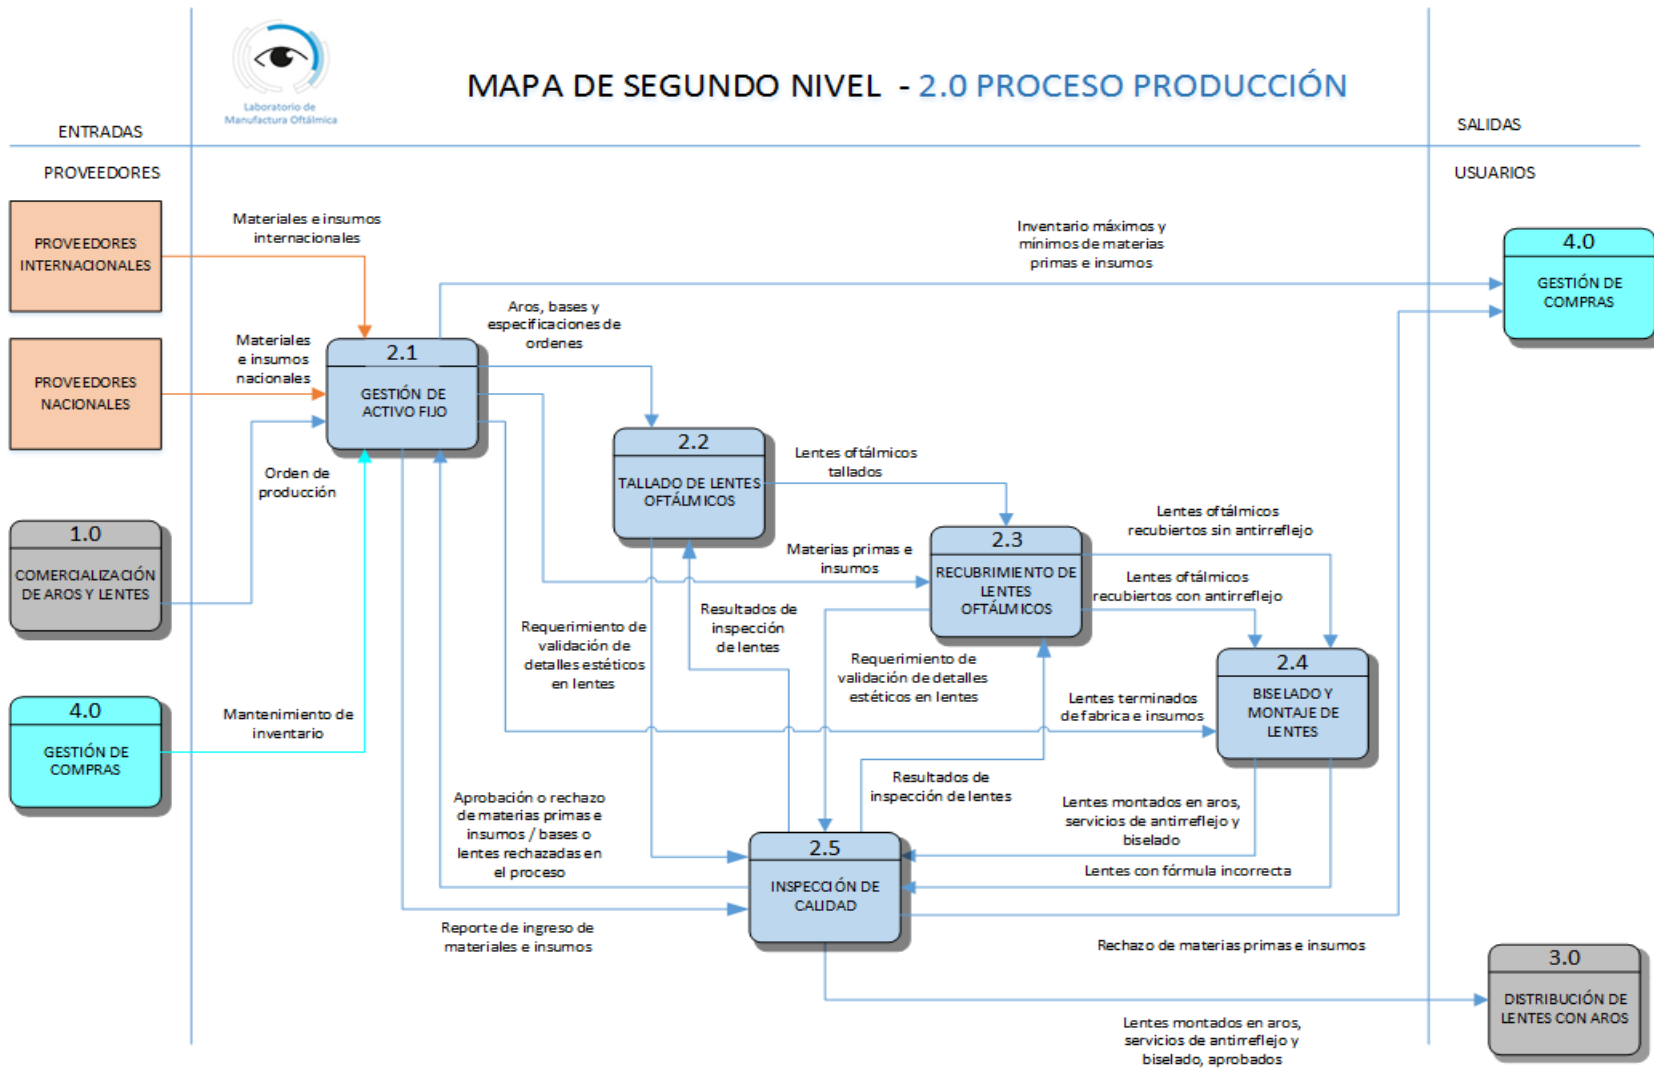 Laboratorio de
Manufactura Oftálmica
MAPA DE SEGUNDO NIVEL - 2.0 PROCESO PRODUCCIÓN
ENTRADAS
SALIDAS
PROVEEDORES
USUARIOS
PROVEEDORES
INTERNACIONALES
Materiales e insumos
internacionales
Inventario máximos y
mínimos de materias
primas e insumos
4.0
GESTIÓN DE
COMPRAS
Aros, bases y
especificaciones de
ordenes
PROVEEDORES
NACIONALES
Materiales
e insumos
nacionales
2.1
GESTIÓN DE
ACTIVO FIJO
2.2
TALLADO DE LENTES
OFTÁLMICOS
Lentes oftálmicos
tallados
Orden de
producción
1.0
COMERCIALIZACIÓN
DE AROS Y LENTES
Materias primas e
insumos
2.3
RECUBRIMIENTO DE
LENTES
OFTÁLMICOS
Lentes oftálmicos
recubiertos sin antirreflejo
Lentes oftálmicos
recubiertos con antirreflejo
Requerimiento de
validación de
detalles estéticos
en lentes
Resultados de
inspección
de lentes
Requerimiento de
validación de detalles
estéticos en lentes
2.4
BISELADO Y
MONTAJE DE
LENTES
Lentes terminados
de fabrica e insumos
4.0
GESTIÓN DE
COMPRAS
Mantenimiento de
inventario
Aprobación o rechazo
de materias primas e
insumos / bases o
lentes rechazadas en
el proceso
Resultados de
inspección de lentes
Lentes montados en aros,
servicios de antirreflejo y
biselado
2.5
INSPECCIÓN DE
CALIDAD
Lentes con fórmula incorrecta
Reporte de ingreso de
materiales e insumos
Rechazo de materias primas e insumos
3.0
DISTRIBUCIÓN DE
LENTES CON AROS
Lentes montados en aros,
servicios de antirreflejo y
biselado, aprobados